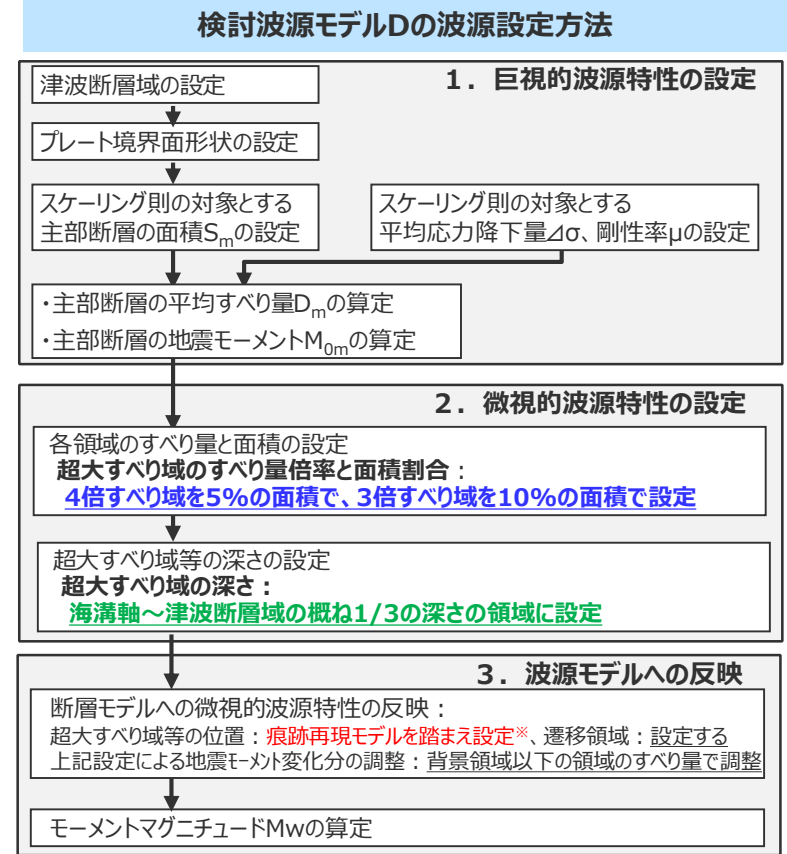 検討波源モデルDの波源設定方法
1．巨視的波源特性の設定
津波断層域の設定
プレート境界面形状の設定
スケーリング則の対象とする
主部断層の面積Smの設定
スケーリング則の対象とする
平均応力降下量⊿σ、剛性率μの設定
・主部断層の平均すべり量Dmの算定
・主部断層の地震モーメントM0mの算定
2．微視的波源特性の設定
各領域のすべり量と面積の設定
超大すべり域のすべり量倍率と面積割合：
4倍すべり域を5%の面積で、3倍すべり域を10%の面積で設定
超大すべり域等の深さの設定
超大すべり域の深さ：
海溝軸～津波断層域の概ね1/3の深さの領域に設定
3．波源モデルへの反映
断層モデルへの微視的波源特性の反映：
超大すべり域等の位置：痕跡再現モデルを踏まえ設定※、遷移領域：設定する
上記設定による地震ﾓｰﾒﾝﾄ変化分の調整：背景領域以下の領域のすべり量で調整
モーメントマグニチュードMwの算定